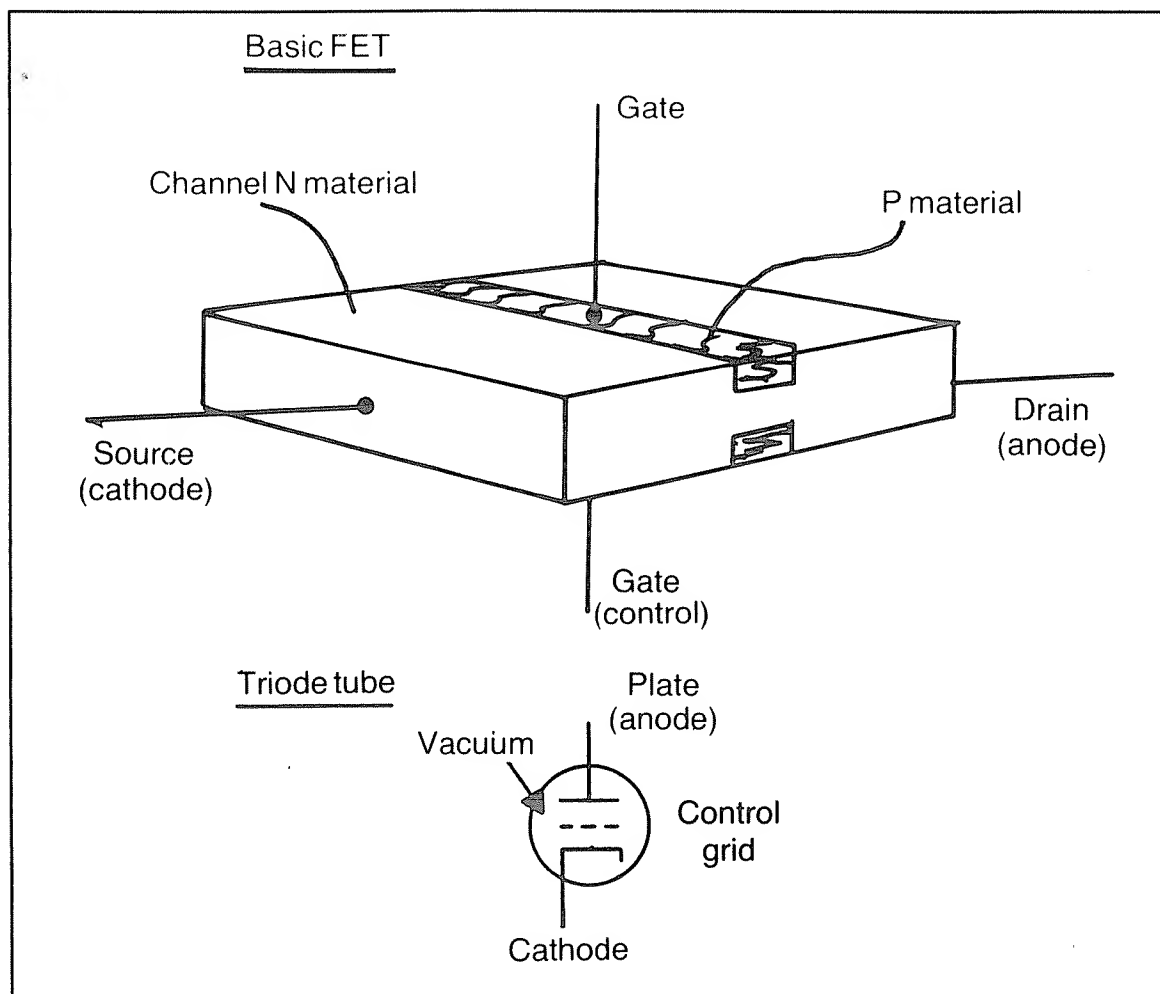 Basic FET
Gate
Channel N material
P material
Source
(cathode)
Drain
(anode)
Gate
(control)
Triode tube
Plate
(anode)
Vacuium
Control
grid
Cathode